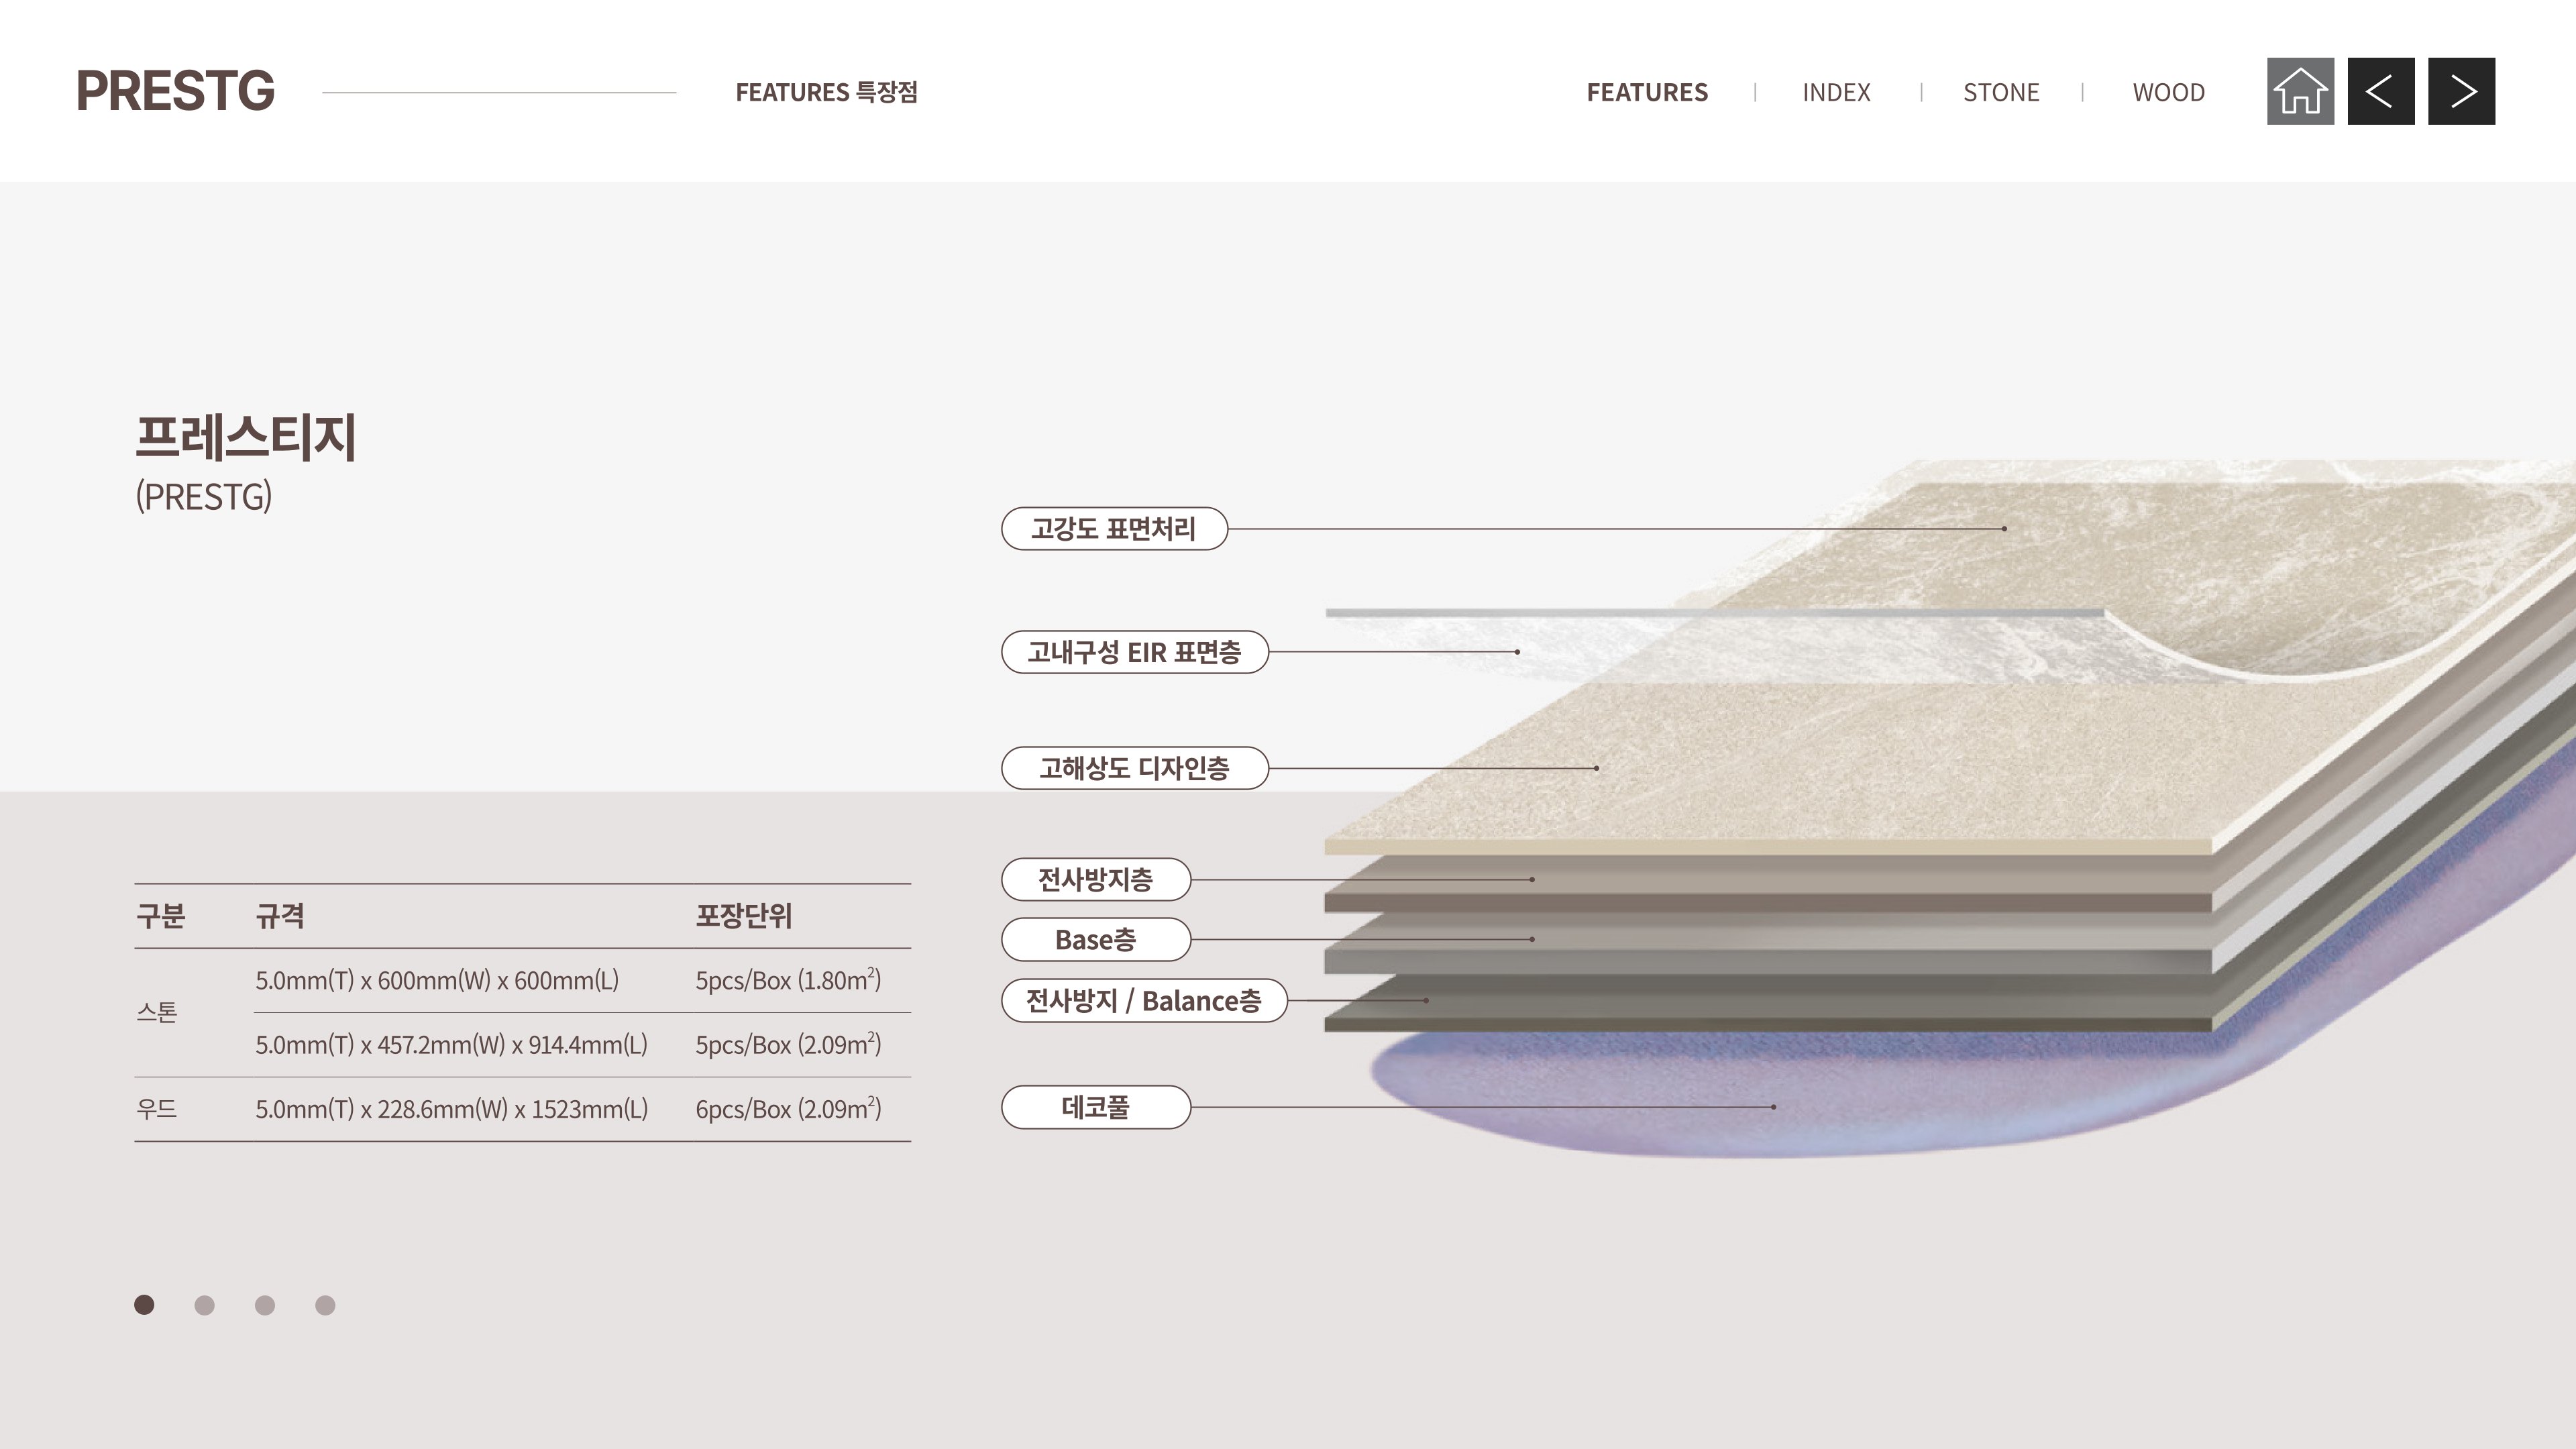 PRESTG
FEATURES 특장점
FEATURES | INDEX | STONE | WOOD
프레스티지
(PRESTG)
고강도 표면처리
고내구성 EIR 표면층
고해상도 디자인층
전사방지층
Base층
전사방지 / Balance층
데코풀
구분 규격 포장단위
스톤
5.0mm(T) x 600mm(W) x 600mm(L) 5pcs/Box (1.80m²)
5.0mm(T) x 457.2mm(W) x 914.4mm(L) 5pcs/Box (2.09m²)
우드 5.0mm(T) x 228.6mm(W) x 1523mm(L) 6pcs/Box (2.09m²)